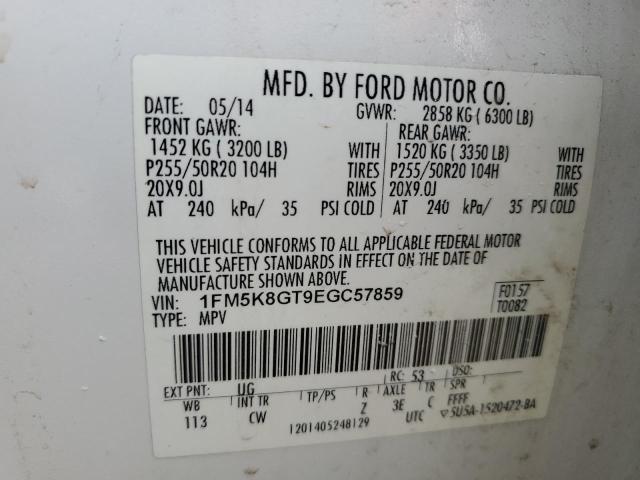 MFD. BY FORD MOTOR CO.
DATE: 05/14 GVWR: 2858 KG ( 6300 LB)
FRONT GAWR: REAR GAWR:
1452 KG ( 3200 LB) WITH 1520 KG ( 3350 LB) WITH
P255/50R20 104H TIRES P255/50R20 104H TIRES
20X9.0J RIMS 20X9.0J RIMS
AT 240 kPa/ 35 PSI COLD AT 240 kPa/ 35 PSI COLD
THIS VEHICLE CONFORMS TO ALL APPLICABLE FEDERAL MOTOR
VEHICLE SAFETY STANDARDS IN EFFECT ON THE DATE OF
MANUFACTURE SHOWN ABOVE.
VIN: 1FM5K8GT9EGC57859 F0157
TYPE: MPV T0082
EXT PNT: UG RC: 53 DSO:
WB INT TR TP/PS R AXLE TR SPR
113 CW Z 3E C FFFF
1201405248129 UTC ▽5U5A-1520472-BA